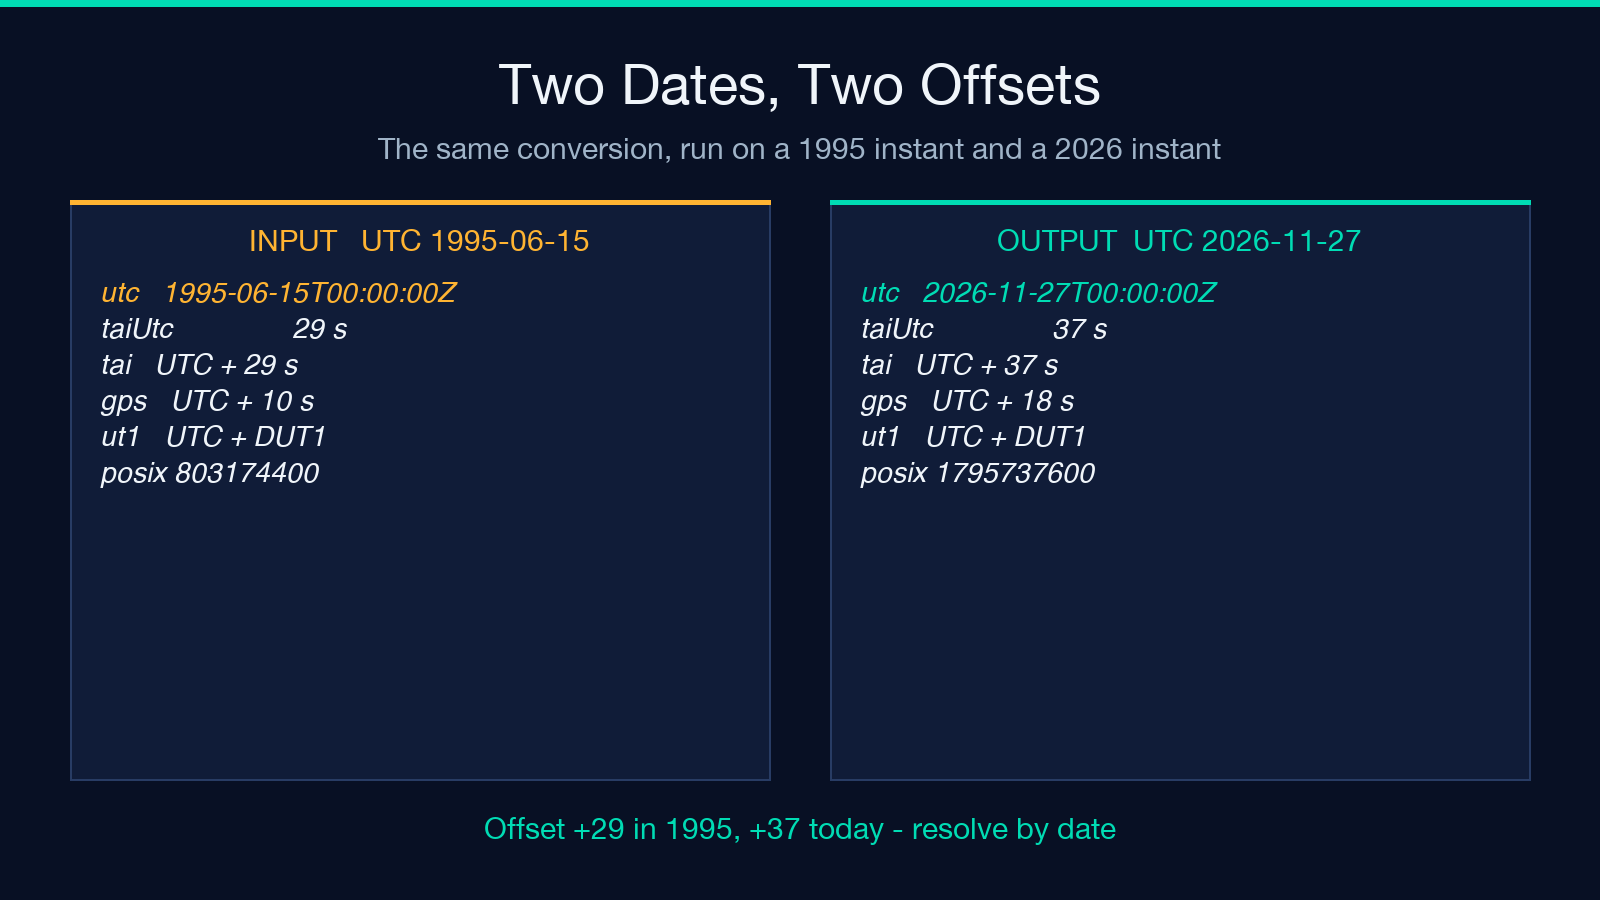 Two Dates, Two Offsets
The same conversion, run on a 1995 instant and a 2026 instant
INPUT UTC 1995-06-15
utc 1995-06-15T00:00:00Z
taiUtc 29 s
tai UTC + 29 s
gps UTC + 10 s
ut1 UTC + DUT1
posix 803174400
OUTPUT UTC 2026-11-27
utc 2026-11-27T00:00:00Z
taiUtc 37 s
tai UTC + 37 s
gps UTC + 18 s
ut1 UTC + DUT1
posix 1795737600
Offset +29 in 1995, +37 today - resolve by date